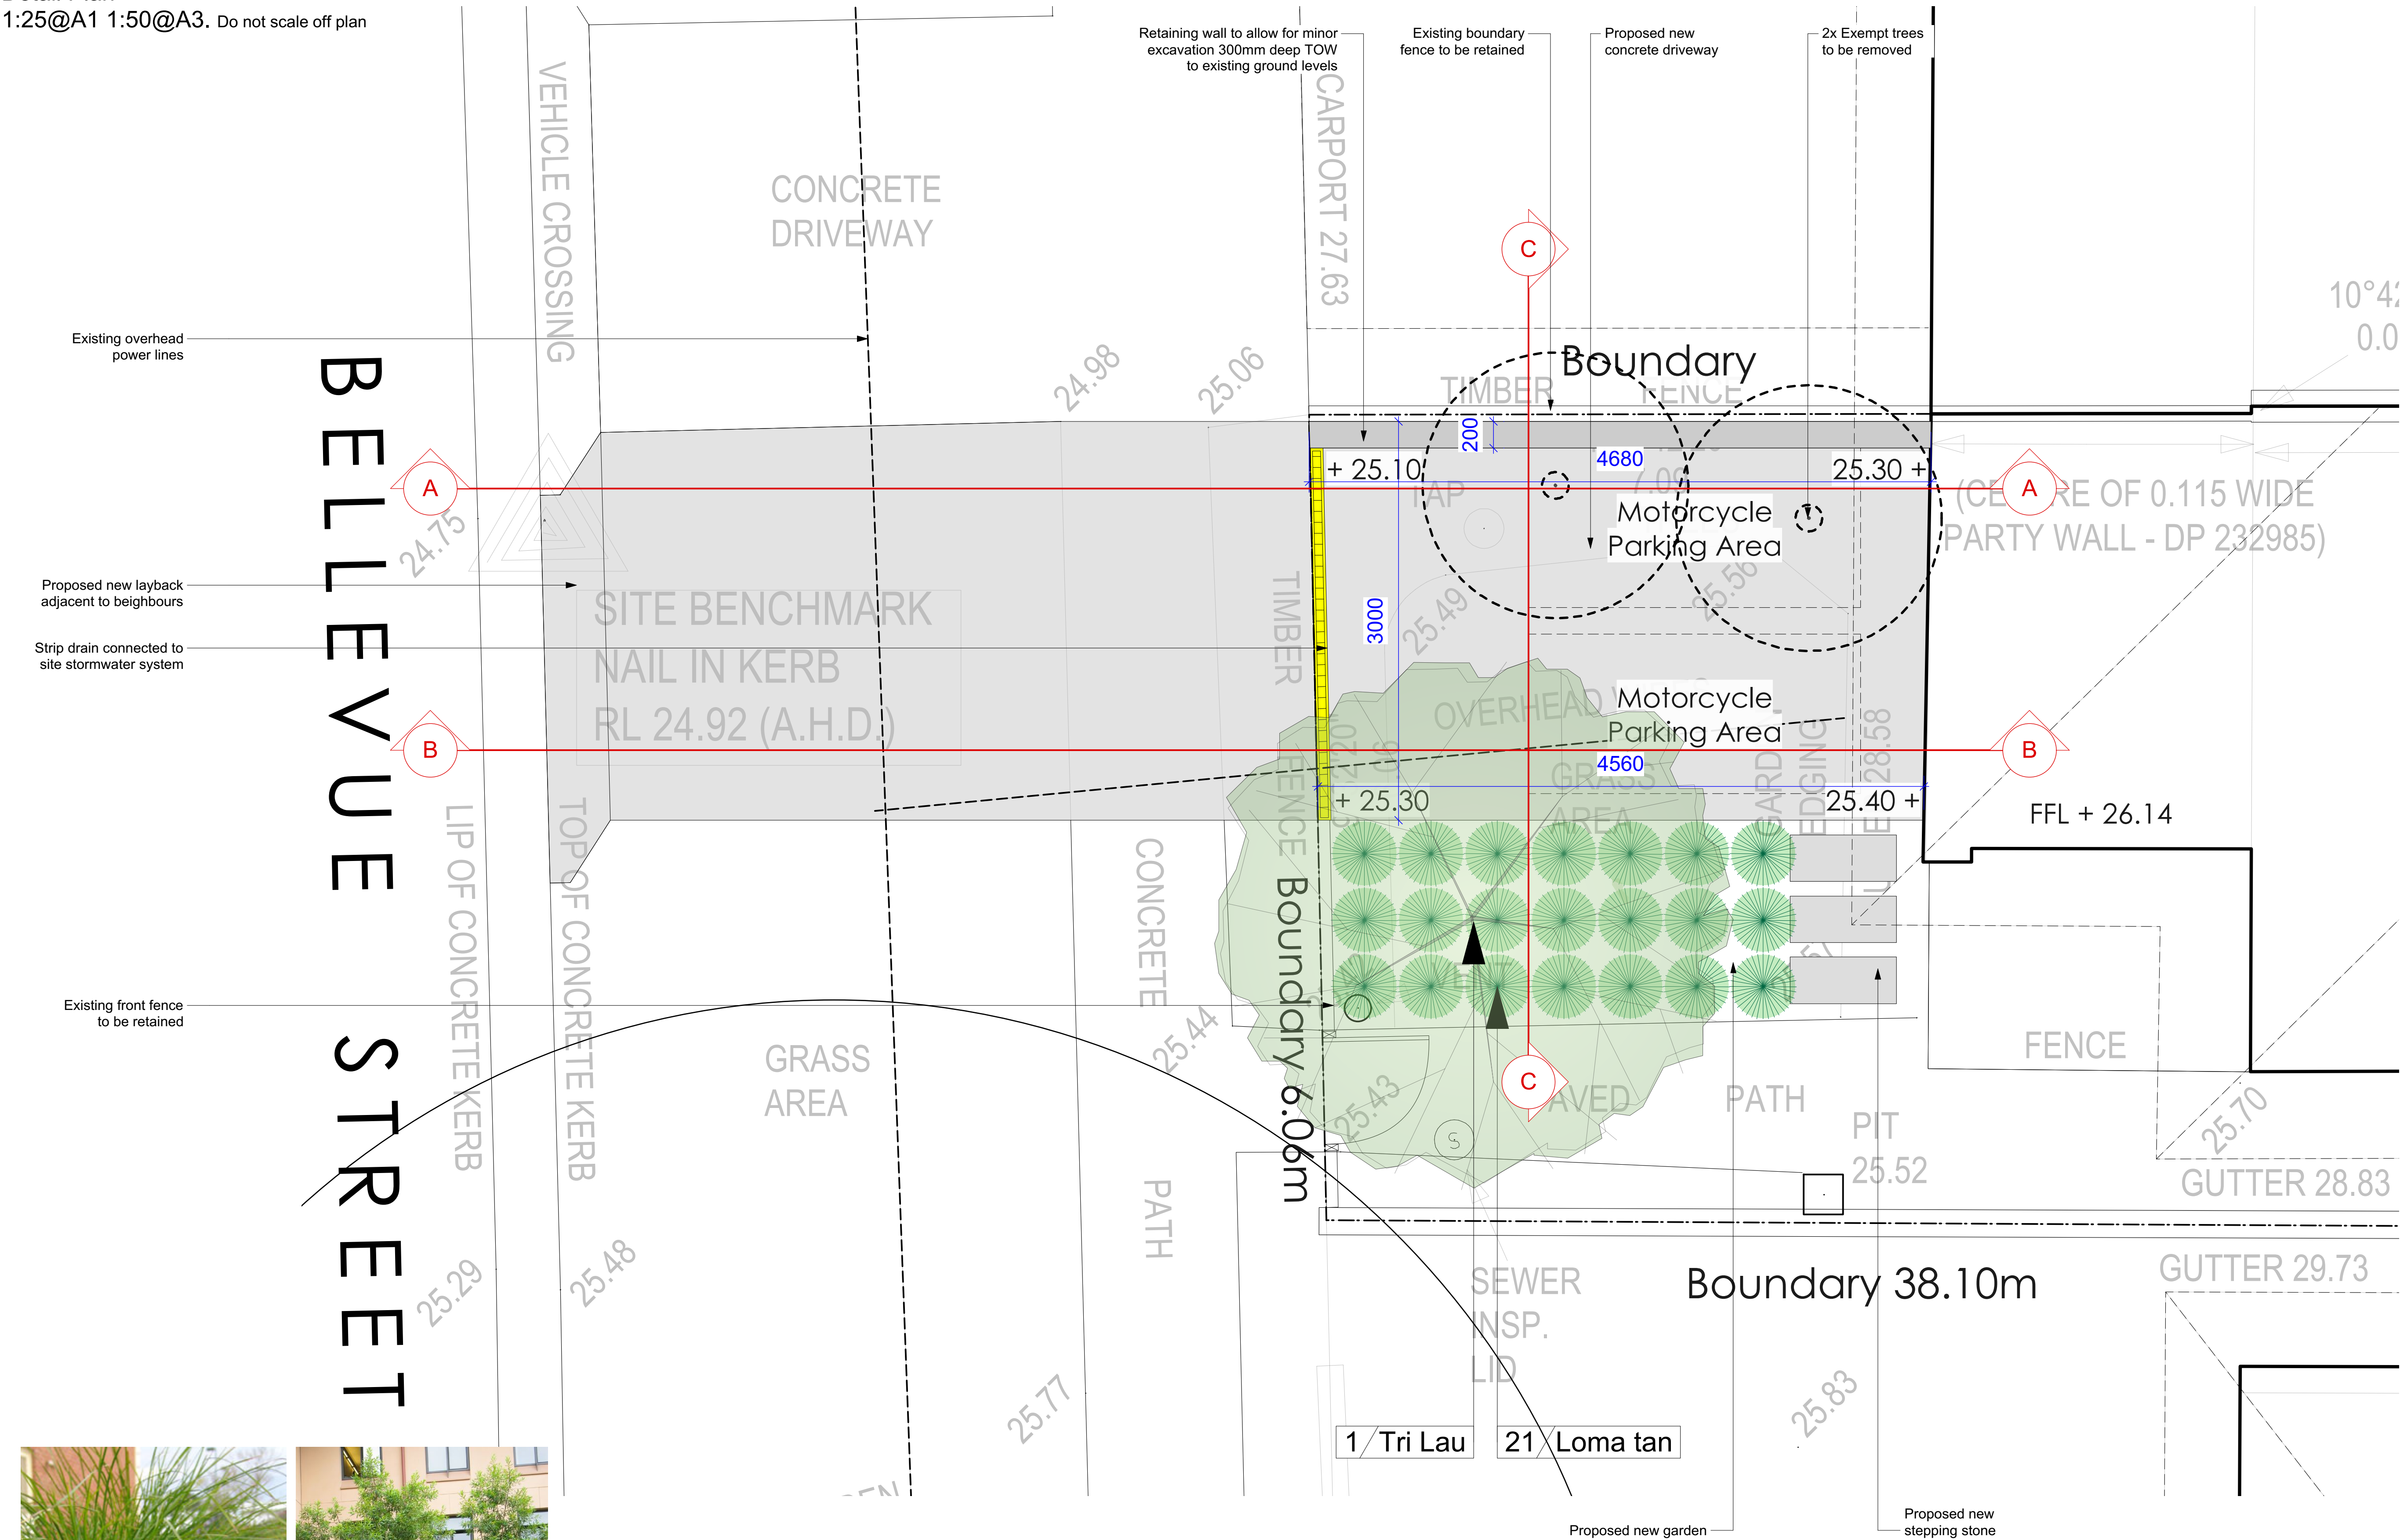 1:25@A1 1:50@A3. Do not scale off plan
Retaining wall to allow for minor
excavation 300mm deep TOW
to existing ground levels
Existing boundary
fence to be retained
Proposed new
concrete driveway
2x Exempt trees
to be removed
VEHICLE CROSSING
CONCRETE
DRIVEWAY
CARPORT 27.63
C
Existing overhead
power lines
24.98
25.06
Boundary
TIMBER FENCE
BELLEVUE STREET
A
200
+ 25.10
4680
25.30 +
A
TAP
Motorcycle
Parking Area
PARTY WALL - DP 232985)
24.75
Proposed new layback
adjacent to beighbours
SITE BENCHMARK
NAIL IN KERB
RL 24.92 (A.H.D.)
TIMBER
FENCE
3000
25.49
25.56
Strip drain connected to
site stormwater system
OVERHEAD
Motorcycle
Parking Area
B
4560
B
GRASS
AREA
+ 25.30
25.40 +
EDGING
28.58
FFL + 26.14
LIP OF CONCRETE KERB
TOP OF CONCRETE KERB
CONCRETE
PATH
Boundary 6.06m
Existing front fence
to be retained
GRASS
AREA
25.44
25.43
C
PATH
FENCE
S
PIT
25.52
25.70
GUTTER 28.83
25.29
25.48
SEWER
INSP.
LID
Boundary 38.10m
GUTTER 29.73
25.77
25.83
1/Tri Lau
21/Loma tan
Proposed new garden
Proposed new
stepping stone